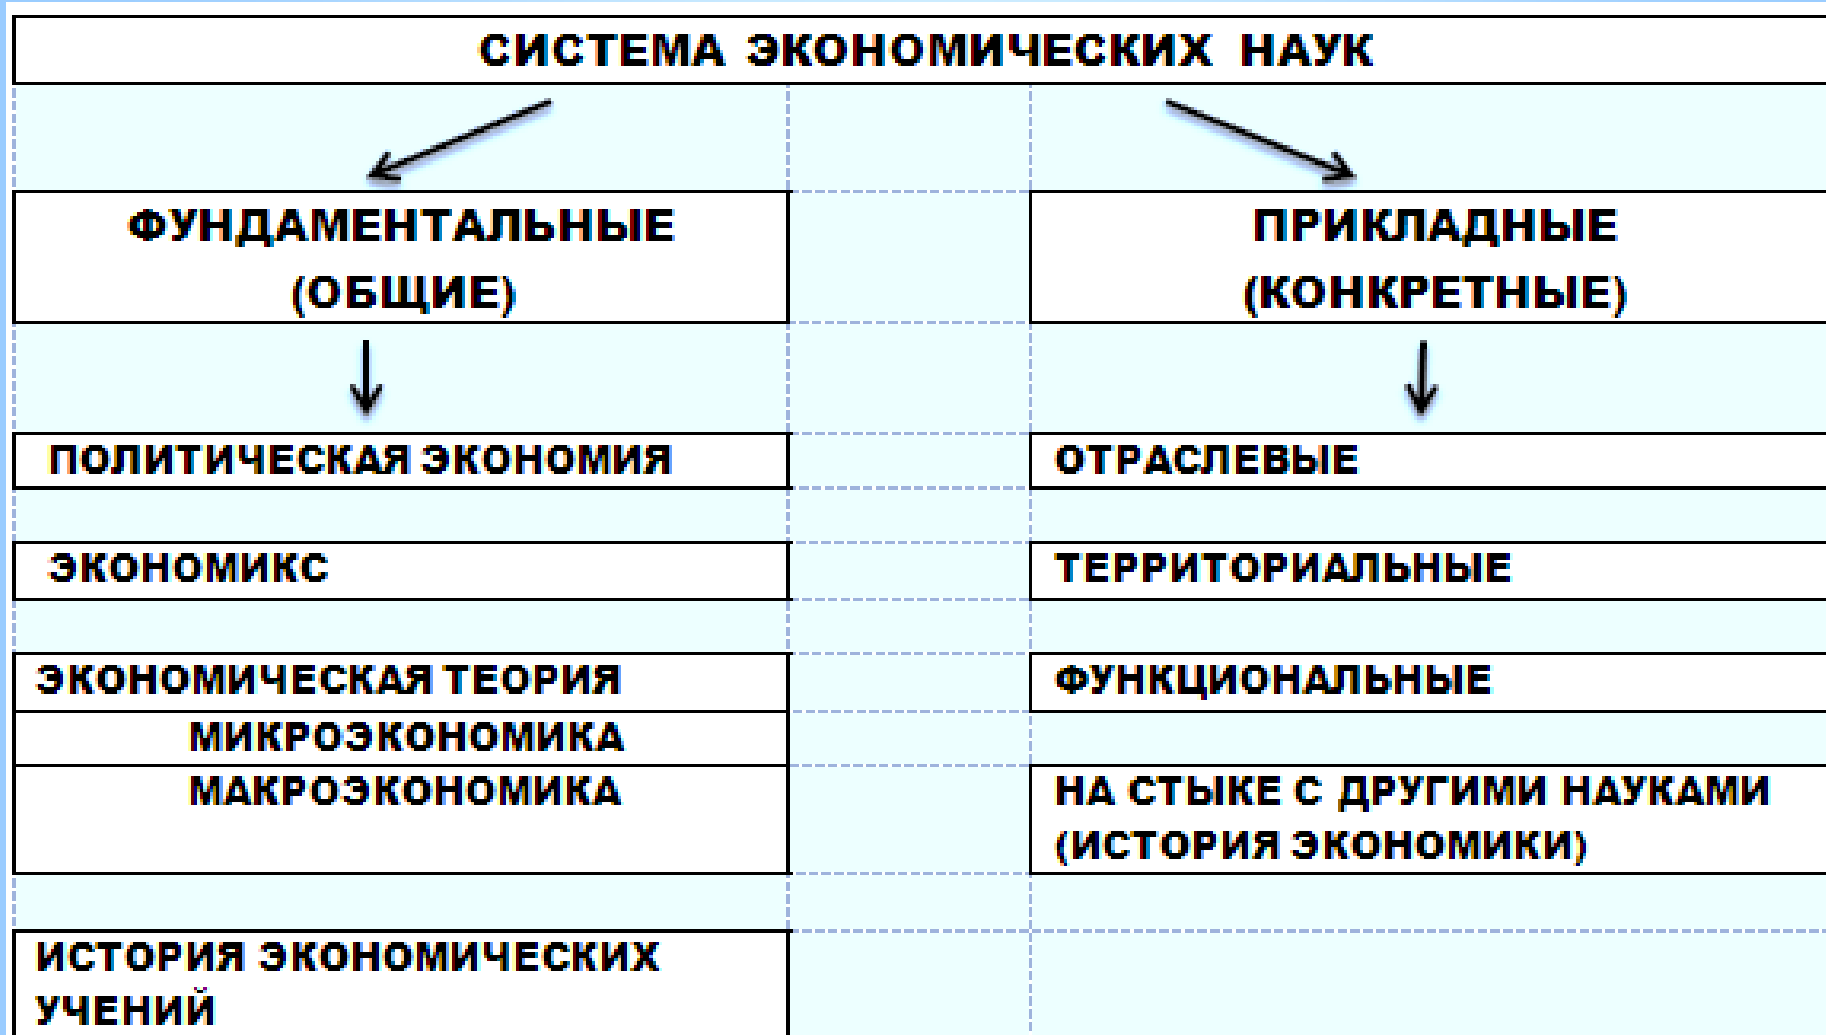 СИСТЕМА ЭКОНОМИЧЕСКИХ НАУК
ФУНДАМЕНТАЛЬНЫЕ
(ОБЩИЕ)
ПРИКЛАДНЫЕ
(КОНКРЕТНЫЕ)
ПОЛИТИЧЕСКАЯ ЭКОНОМИЯ
ОТРАСЛЕВЫЕ
ЭКОНОМИКС
ТЕРРИТОРИАЛЬНЫЕ
ЭКОНОМИЧЕСКАЯ ТЕОРИЯ
ФУНКЦИОНАЛЬНЫЕ
МИКРОЭКОНОМИКА
МАКРОЭКОНОМИКА
НА СТЫКЕ С ДРУГИМИ НАУКАМИ
(ИСТОРИЯ ЭКОНОМИКИ)
ИСТОРИЯ ЭКОНОМИЧЕСКИХ
УЧЕНИЙ